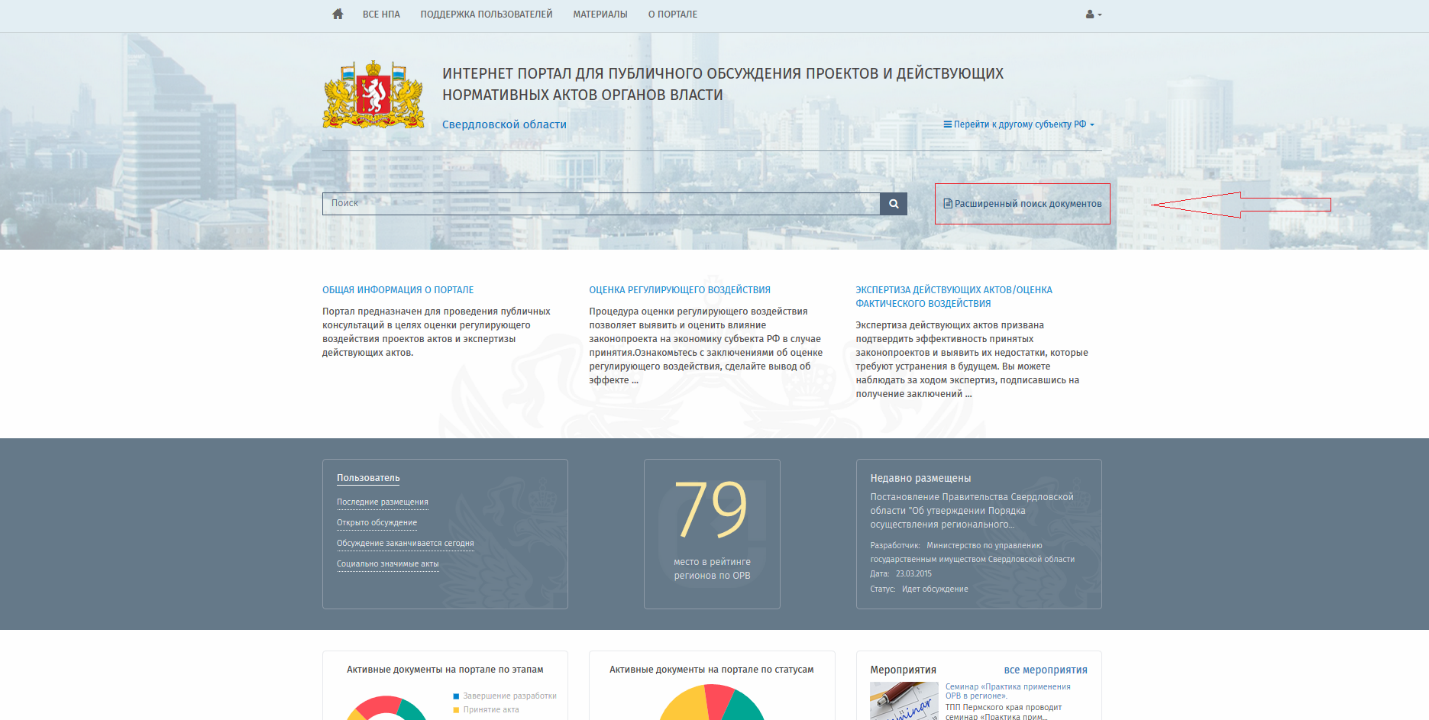 ВСЕ НПА
ПОДДЕРЖКА ПОЛЬЗОВАТЕЛЕЙ
МАТЕРИАЛЫ
О ПОРТАЛЕ
ИНТЕРНЕТ ПОРТАЛ ДЛЯ ПУБЛИЧНОГО ОБСУЖДЕНИЯ ПРОЕКТОВ И ДЕЙСТВУЮЩИХ
НОРМАТИВНЫХ АКТОВ ОРГАНОВ ВЛАСТИ
Свердловской области
Перейти к другому субъекту РФ
Поиск
Расширенный поиск документов
ОБЩАЯ ИНФОРМАЦИЯ О ПОРТАЛЕ
Портал предназначен для проведения публичных
консультаций в целях оценки регулирующего
воздействия проектов актов и экспертизы
действующих актов.
ОЦЕНКА РЕГУЛИРУЮЩЕГО ВОЗДЕЙСТВИЯ
Процедура оценки регулирующего воздействия
позволяет выявить и оценить влияние
законопроекта на экономику субъекта РФ в случае
принятия.Ознакомьтесь с заключениями об оценке
регулирующего воздействия, сделайте вывод об
эффекте ...
ЭКСПЕРТИЗА ДЕЙСТВУЮЩИХ АКТОВ/ОЦЕНКА
ФАКТИЧЕСКОГО ВОЗДЕЙСТВИЯ
Экспертиза действующих актов призвана
подтвердить эффективность принятых
законопроектов и выявить их недостатки, которые
требуют устранения в будущем. Вы можете
наблюдать за ходом экспертиз, подписавшись на
получение заключений ...
Пользователь
Последние размещения
Открыто обсуждение
Обсуждение заканчивается сегодня
Социально значимые акты
79
место в рейтинге
регионов по ОРВ
Недавно размещены
Постановление Правительства Свердловской
области "Об утверждении Порядка
осуществления регионального...
Разработчик: Министерство по управлению
государственным имуществом Свердловской области
Дата: 23.03.2015
Статус: Идет обсуждение
Активные документы на портале по этапам
Завершение разработки
Принятие акта
Активные документы на портале по статусам
Мероприятия
все мероприятия
Seminar
Семинар «Практика применения
ОРВ в регионе».
ТПП Пермского края проводит
семинар «Практика прим...